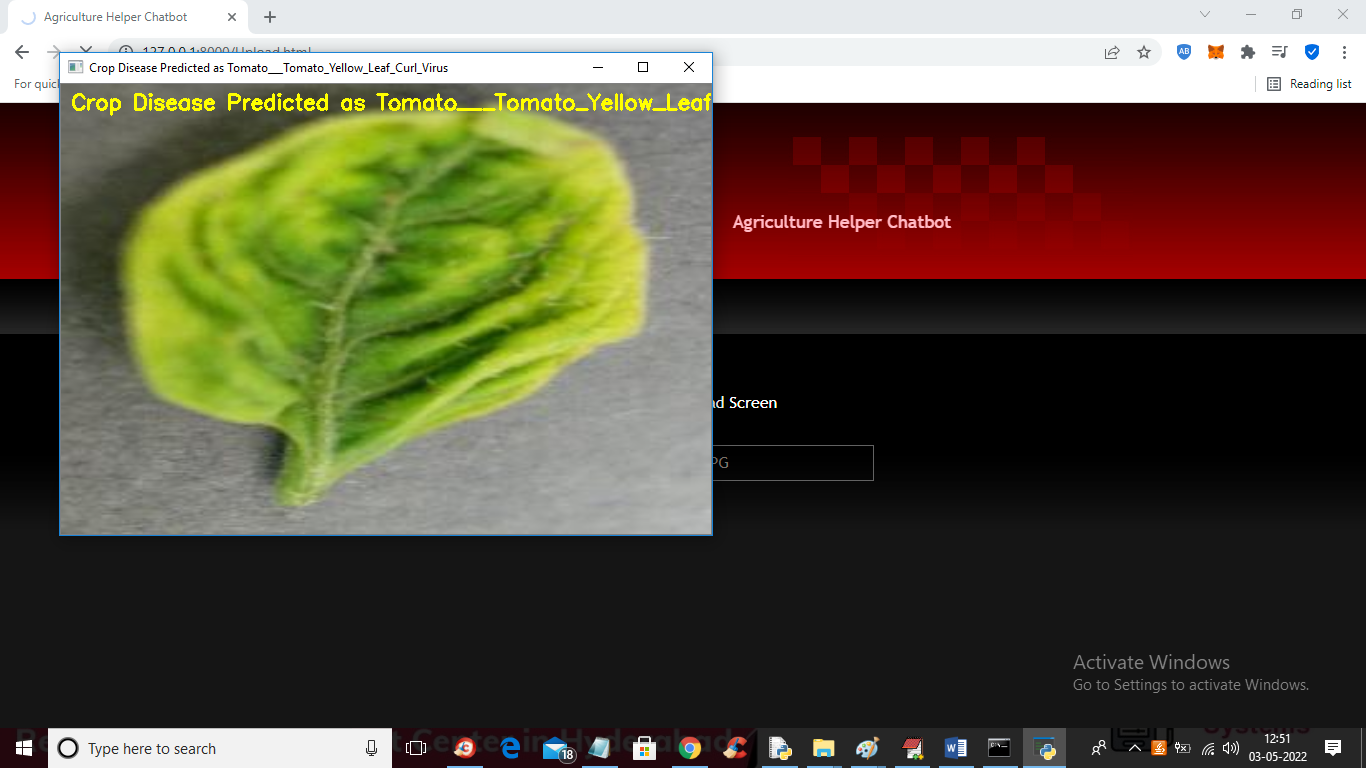 Agriculture Helper Chatbot
127.0.0.1:8000/Upload.html
For quic
Reading list
Crop Disease Predicted as Tomato___Tomato_Yellow_Leaf_Curl_Virus
Crop Disease Predicted as Tomato___Tomato_Yellow_Leaf
Agriculture Helper Chatbot
d Screen
PG
Activate Windows
Go to Settings to activate Windows.
Type here to search
18
12:51
03-05-2022